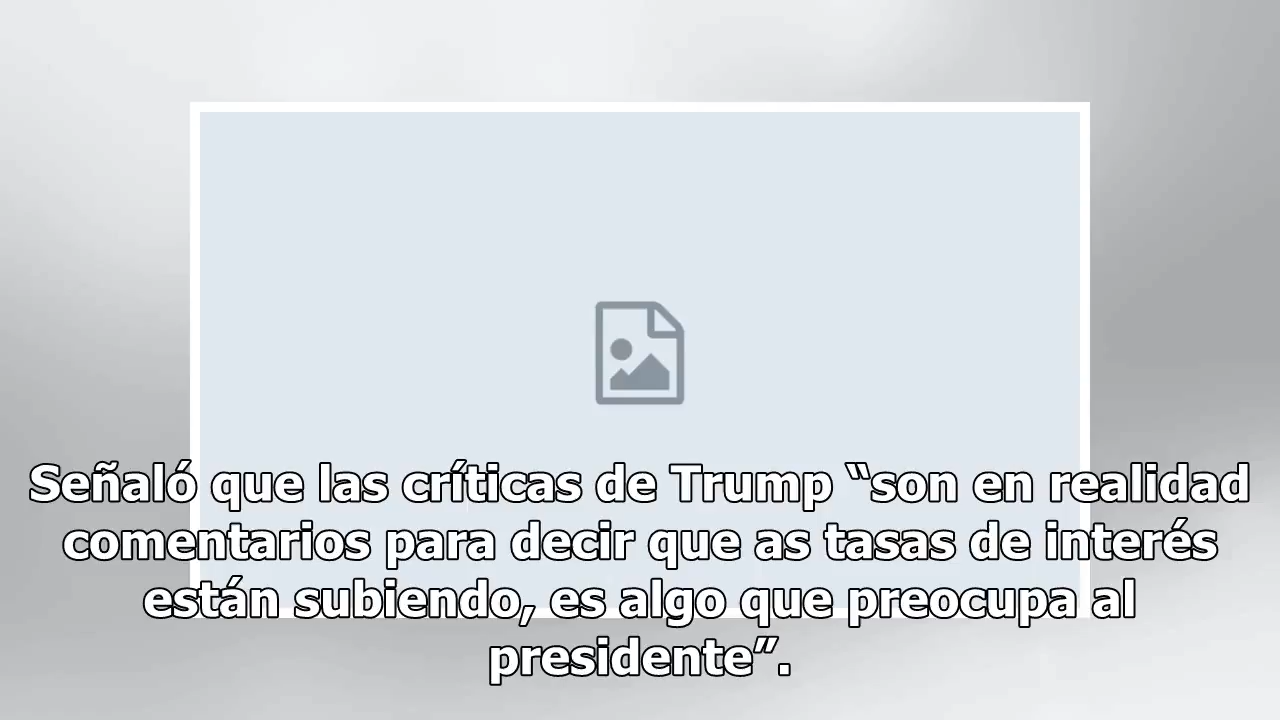 Señaló que las críticas de Trump “son en realidad
comentarios para decir que as tasas de interés
están subiendo, es algo que preocupa al
presidente”.